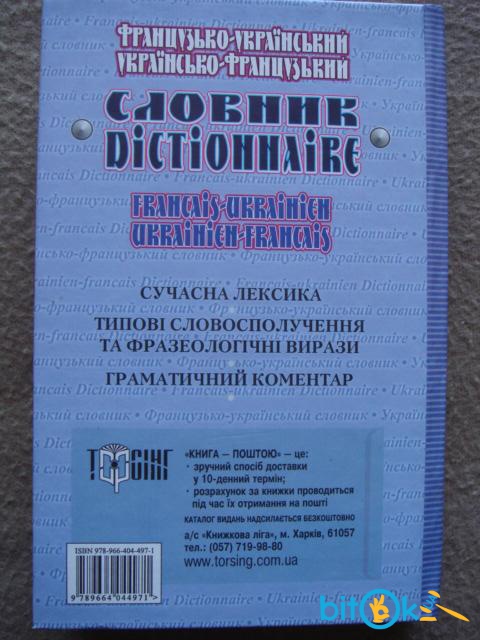 Французько-український
українсько-французький
СЛОВНИК
DICTIONNAIRE
Français-ukrainien
ukrainien-français
СУЧАСНА ЛЕКСИКА
ТИПОВІ СЛОВОСПОЛУЧЕННЯ
ТА ФРАЗЕОЛОГІЧНІ ВИРАЗИ
ГРАМАТИЧНИЙ КОМЕНТАР
ТОРСІНГ
«КНИГА — ПОШТОЮ» — це:
· зручний спосіб доставки
у 10-денний термін;
· розрахунок за книжки проводиться
під час їх отримання на пошті
КАТАЛОГ ВИДАНЬ НАДСИЛАЄТЬСЯ БЕЗКОШТОВНО
а/с «Книжкова ліга», м. Харків, 61057
тел.: (057) 719-98-80
www.torsing.com.ua
ISBN 978-966-404-497-1
9 789664 044971 >
bitok